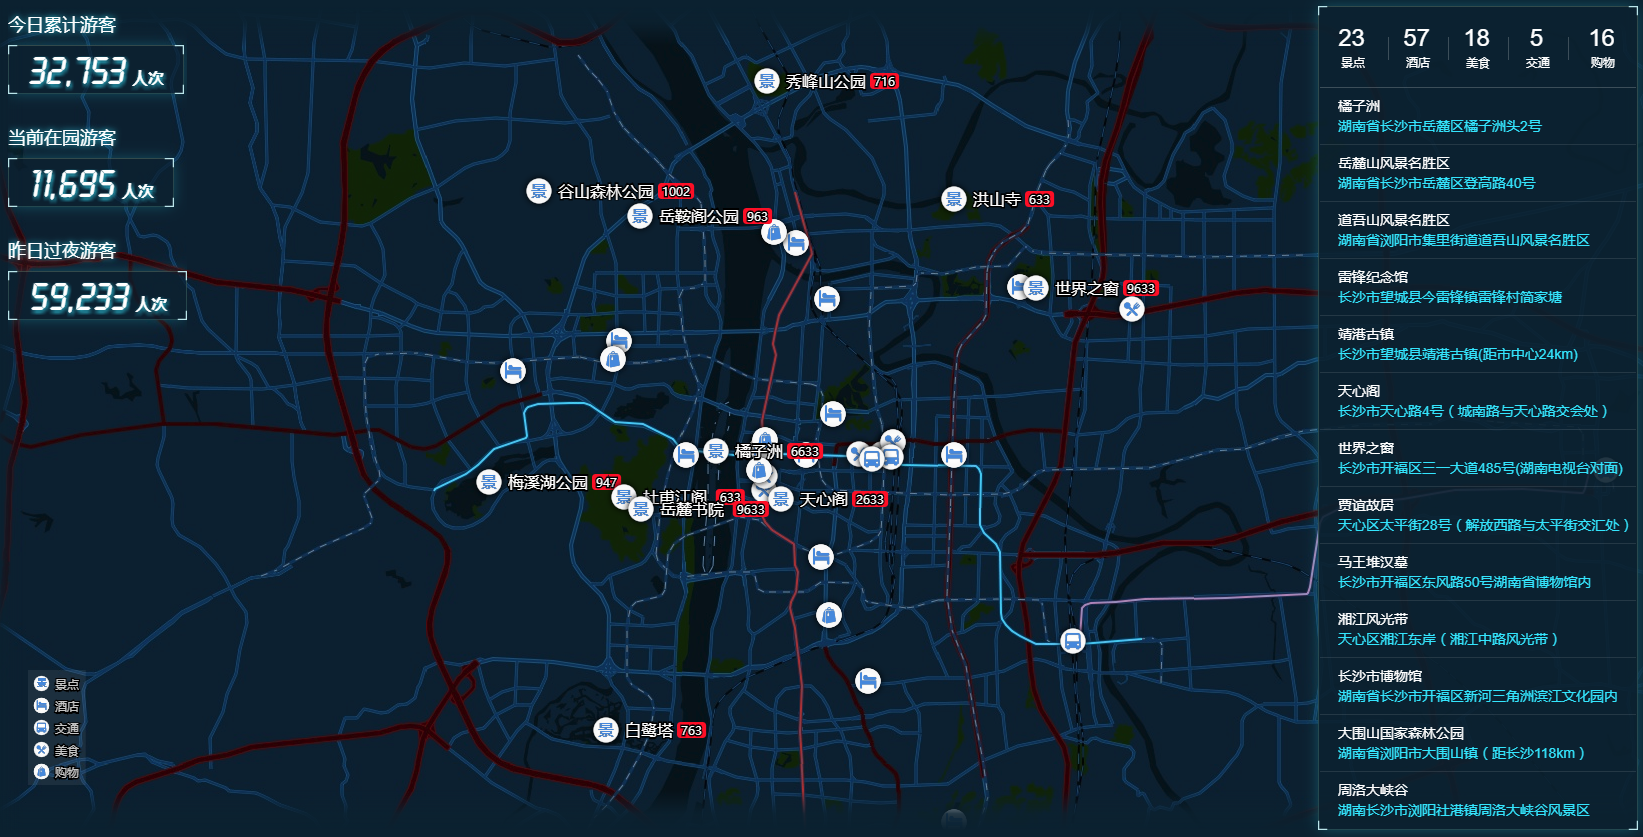 今日累计游客
32,753 人次
当前在园游客
11,695 人次
昨日过夜游客
59,233 人次
景 秀峰山公园 716
景 谷山森林公园 1002
景 岳鞍阁公园 963
景 洪山寺 633
景 世界之窗 9633
景 橘子洲 6633
景 梅溪湖公园 947
景 杜甫江阁 633
景 岳麓书院 9633
景 天心阁 2633
景 白鹭塔 763
景点
酒店
交通
美食
购物
23 57 18 5 16
景点 酒店 美食 交通 购物
橘子洲
湖南省长沙市岳麓区橘子洲头2号
岳麓山风景名胜区
湖南省长沙市岳麓区登高路40号
道吾山风景名胜区
湖南省浏阳市集里街道道吾山风景名胜区
雷锋纪念馆
长沙市望城县今雷锋镇雷锋村简家塘
靖港古镇
长沙市望城县靖港古镇(距市中心24km)
天心阁
长沙市天心路4号（城南路与天心路交会处）
世界之窗
长沙市开福区三一大道485号(湖南电视台对面)
贾谊故居
天心区太平街28号（解放西路与太平街交汇处）
马王堆汉墓
长沙市开福区东风路50号湖南省博物馆内
湘江风光带
天心区湘江东岸（湘江中路风光带）
长沙市博物馆
湖南省长沙市开福区新河三角洲滨江文化园内
大围山国家森林公园
湖南省浏阳市大围山镇（距长沙118km）
周洛大峡谷
湖南长沙市浏阳社港镇周洛大峡谷风景区